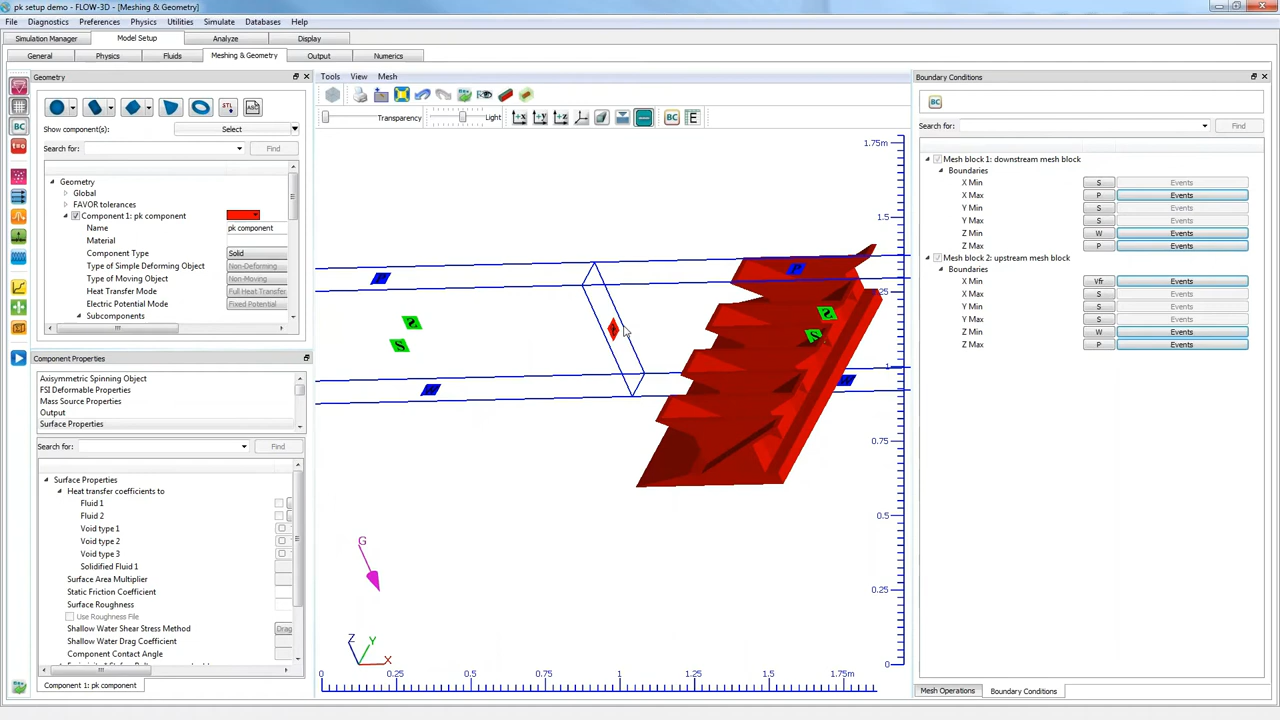 pk setup demo - FLOW-3D - [Meshing & Geometry]
File Diagnostics Preferences Physics Utilities Simulate Databases Help
Simulation Manager Model Setup Analyze Display
General Physics Fluids Meshing & Geometry Output Numerics
Geometry
Show component(s): Select
Search for: Find
Geometry
Global
FAVOR tolerances
Component 1: pk component
Name pk component
Material
Component Type Solid
Type of Simple Deforming Object Non-Deforming
Type of Moving Object Non-Moving
Heat Transfer Mode Full Heat Transfer
Electric Potential Mode Fixed Potential
Subcomponents
Component Properties
Axisymmetric Spinning Object
FSI Deformable Properties
Mass Source Properties
Output
Surface Properties
Search for: Find
Surface Properties
Heat transfer coefficients to
Fluid 1
Fluid 2
Void type 1
Void type 2
Void type 3
Solidified Fluid 1
Surface Area Multiplier
Static Friction Coefficient
Surface Roughness
Use Roughness File
Shallow Water Shear Stress Method Drag
Shallow Water Drag Coefficient
Component Contact Angle
Component 1: pk component
BC
t=0
STL
Tools View Mesh
Transparency Light
+x +y +z BC E
1.75m
1.5
1.25
1
0.75
0.5
0.25
0
P P
S S
S S
W W
G
Z Y X
0 0.25 0.5 0.75 1 1.25 1.5 1.75m
Boundary Conditions
BC
Search for: Find
Mesh block 1: downstream mesh block
Boundaries
X Min S Events
X Max P Events
Y Min S Events
Y Max S Events
Z Min W Events
Z Max P Events
Mesh block 2: upstream mesh block
Boundaries
X Min Vfr Events
X Max S Events
Y Min S Events
Y Max S Events
Z Min W Events
Z Max P Events
Mesh Operations Boundary Conditions